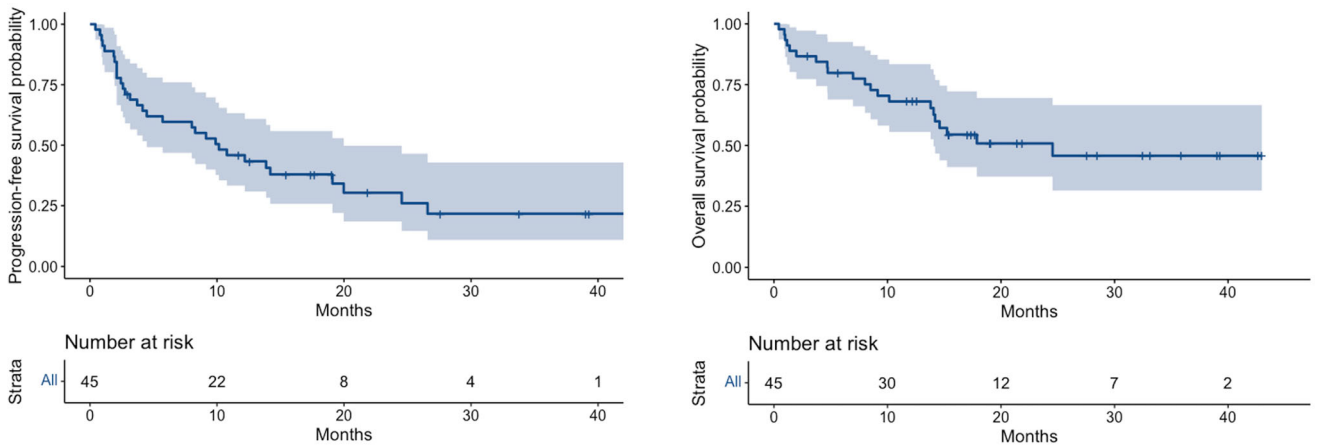 Progression-free survival probability
1.00
0.75
0.50
0.25
0.00
0 10 20 30 40
Months
Number at risk
Strata
All 45 22 8 4 1
0 10 20 30 40
Months
Overall survival probability
1.00
0.75
0.50
0.25
0.00
0 10 20 30 40
Months
Number at risk
Strata
All 45 30 12 7 2
0 10 20 30 40
Months